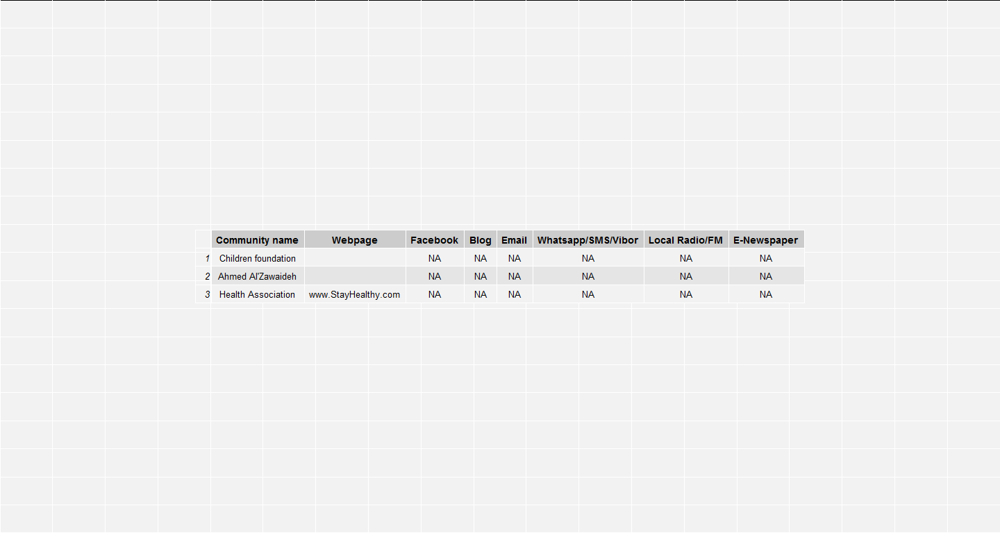 Community name Webpage Facebook Blog Email Whatsapp/SMS/Vibor Local Radio/FM E-Newspaper
1 Children foundation NA NA NA NA NA NA
2 Ahmed Al'Zawaideh NA NA NA NA NA NA
3 Health Association www.StayHealthy.com NA NA NA NA NA NA